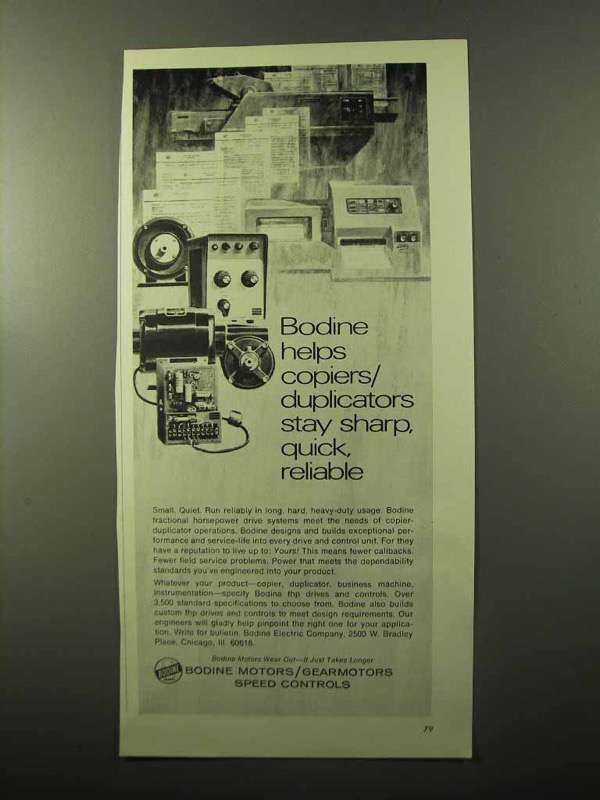 Bodine
helps
copiers/
duplicators
stay sharp,
quick,
reliable
Small. Quiet. Run reliably in long, hard, heavy-duty usage. Bodine
fractional horsepower drive systems meet the needs of copier-
duplicator operations. Bodine designs and builds exceptional per-
formance and service-life into every drive and control unit. For they
have a reputation to live up to: Yours! This means fewer callbacks.
Fewer field service problems. Power that meets the dependability
standards you've engineered into your product.
Whatever your product—copier, duplicator, business machine,
instrumentation—specify Bodine fhp drives and controls. Over
3,500 standard specifications to choose from. Bodine also builds
custom fhp drives and controls to meet design requirements. Our
engineers will gladly help pinpoint the right one for your applica-
tion. Write for bulletin. Bodine Electric Company, 2500 W. Bradley
Place, Chicago, Ill. 60618.
Bodine Motors Wear Out—It Just Takes Longer
BODINE
BODINE MOTORS/GEARMOTORS
SPEED CONTROLS
79